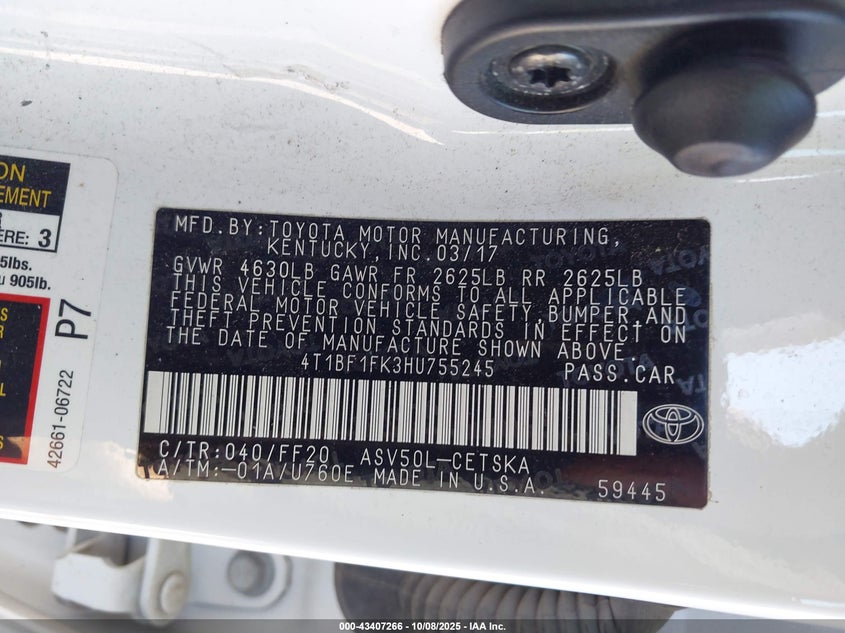 ON
EMENT
ERE: 3
5lbs.
905lb.
P7
42661-06722
MFD.BY:TOYOTA MOTOR MANUFACTURING,
KENTUCKY,INC.03/17
GVWR 4630LB GAWR FR 2625LB RR 2625LB
THIS VEHICLE CONFORMS TO ALL APPLICABLE
FEDERAL MOTOR VEHICLE SAFETY,BUMPER,AND
THEFT PREVENTION STANDARDS IN EFFECT ON
THE DATE OF MANUFACTURE SHOWN ABOVE.
4T1BF1FK3HU755245
PASS.CAR
C/TR:040/FF20 ASV50L-CETSKA
A/TM:-01A/U760E MADE IN U.S.A.
59445
000-43407266 - 10/08/2025 - IAA Inc.